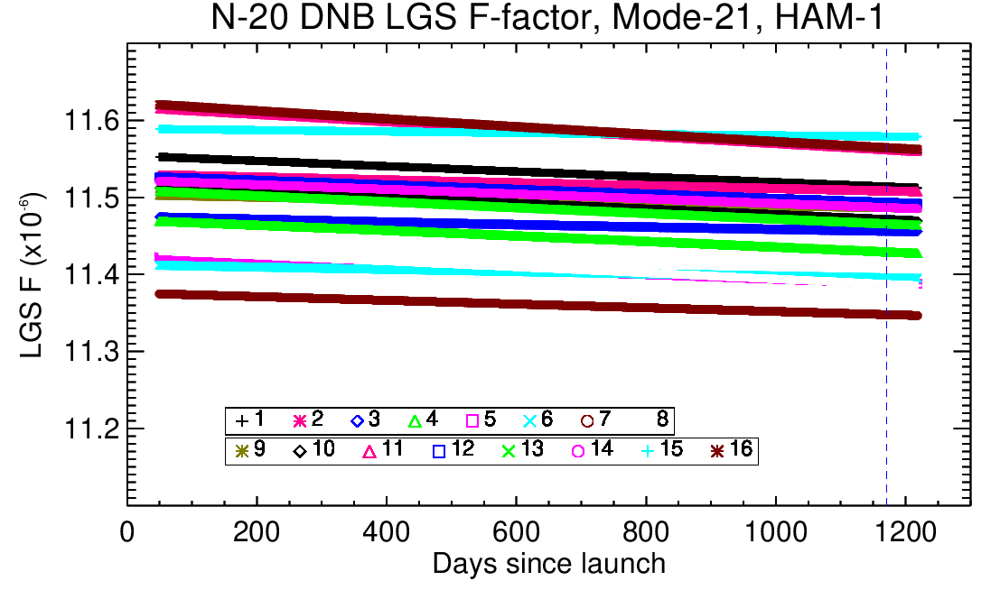 N-20 DNB LGS F-factor, Mode-21, HAM-1
LGS F (x10⁻⁶)
11.6
11.5
11.4
11.3
11.2
1 2 3 4 5 6 7 8
9 10 11 12 13 14 15 16
0 200 400 600 800 1000 1200
Days since launch